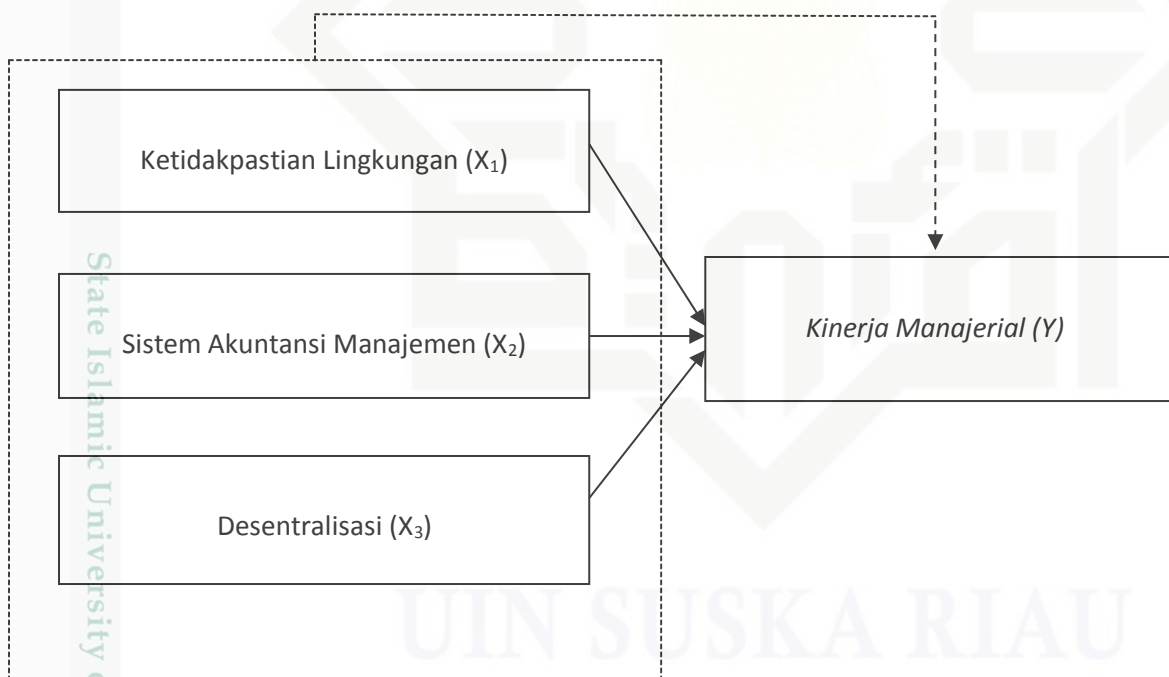 Ketidakpastian Lingkungan (X₁)
Sistem Akuntansi Manajemen (X₂)
Desentralisasi (X₃)
Kinerja Manajerial (Y)
State Islamic University
UIN SUSKA RIAU